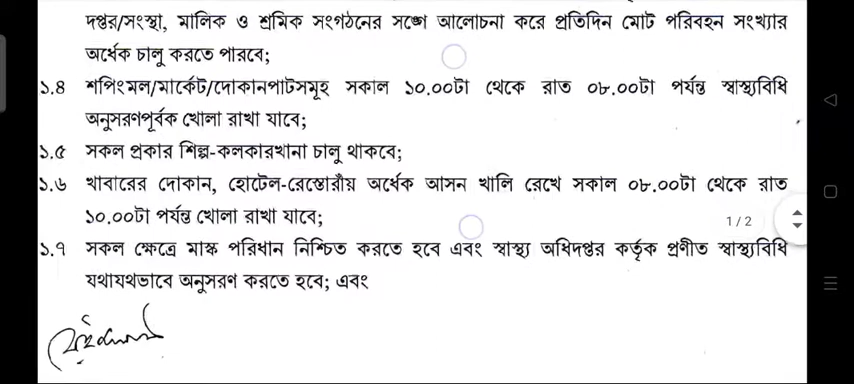 দপ্তর/সংস্থা, মালিক ও শ্রমিক সংগঠনের সঙ্গে আলোচনা করে প্রতিদিন মোট পরিবহন সংখ্যার
অর্ধেক চালু করতে পারবে;
১.৪ শপিংমল/মার্কেট/দোকানপাটসমূহ সকাল ১০.০০টা থেকে রাত ০৮.০০টা পর্যন্ত স্বাস্থ্যবিধি
অনুসরণপূর্বক খোলা রাখা যাবে;
১.৫ সকল প্রকার শিল্প-কলকারখানা চালু থাকবে;
১.৬ খাবারের দোকান, হোটেল-রেস্তোরাঁয় অর্ধেক আসন খালি রেখে সকাল ০৮.০০টা থেকে রাত
১০.০০টা পর্যন্ত খোলা রাখা যাবে;
1/2
১.৭ সকল ক্ষেত্রে মাস্ক পরিধান নিশ্চিত করতে হবে এবং স্বাস্থ্য অধিদপ্তর কর্তৃক প্রণীত স্বাস্থ্যবিধি
যথাযথভাবে অনুসরণ করতে হবে; এবং